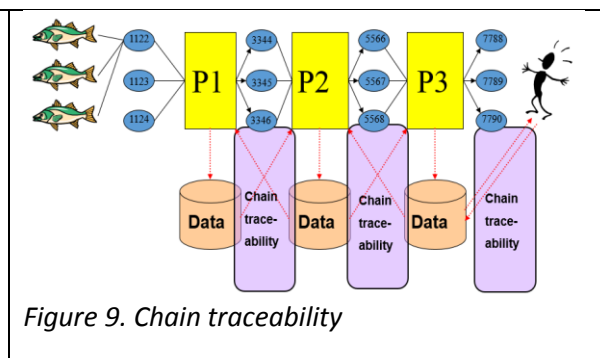 1122
3344
5566
7788
P1
P2
P3
1123
3345
5567
7789
1124
3346
5568
7790
Data
Chain
trace-
ability
Data
Chain
trace-
ability
Data
Chain
trace-
ability
Figure 9. Chain traceability